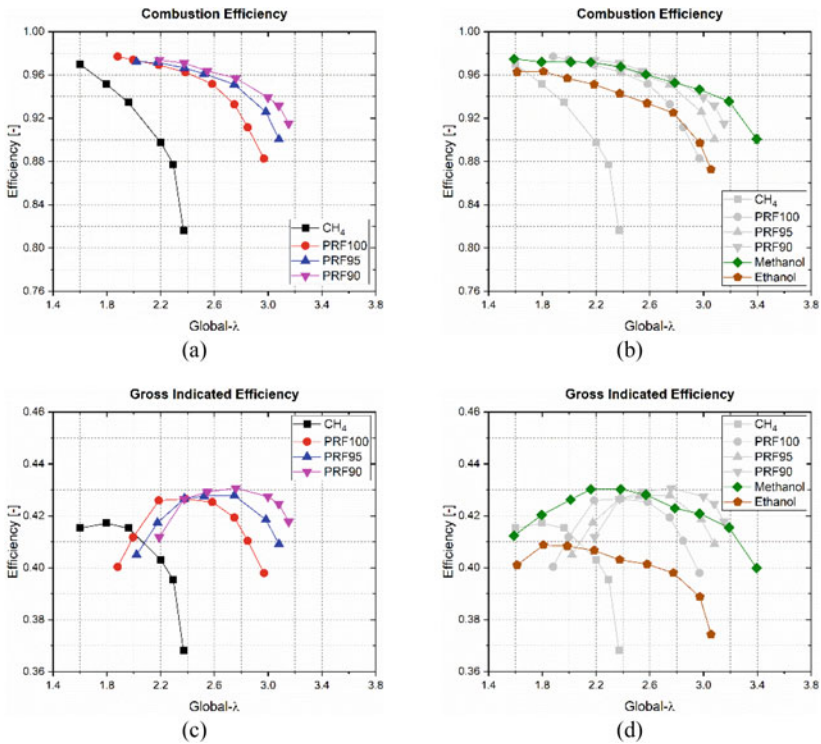 Combustion Efficiency
Efficiency [-]
1.00
0.96
0.92
0.88
0.84
0.80
0.76
CH4
PRF100
PRF95
PRF90
1.4 1.8 2.2 2.6 3.0 3.4 3.8
Global-λ
(a)
Combustion Efficiency
Efficiency [-]
1.00
0.96
0.92
0.88
0.84
0.80
0.76
CH4
PRF100
PRF95
PRF90
Methanol
Ethanol
1.4 1.8 2.2 2.6 3.0 3.4 3.8
Global-λ
(b)
Gross Indicated Efficiency
Efficiency [-]
0.46
0.44
0.42
0.40
0.38
0.36
CH4
PRF100
PRF95
PRF90
1.4 1.8 2.2 2.6 3.0 3.4 3.8
Global-λ
(c)
Gross Indicated Efficiency
Efficiency [-]
0.46
0.44
0.42
0.40
0.38
0.36
CH4
PRF100
PRF95
PRF90
Methanol
Ethanol
1.4 1.8 2.2 2.6 3.0 3.4 3.8
Global-λ
(d)